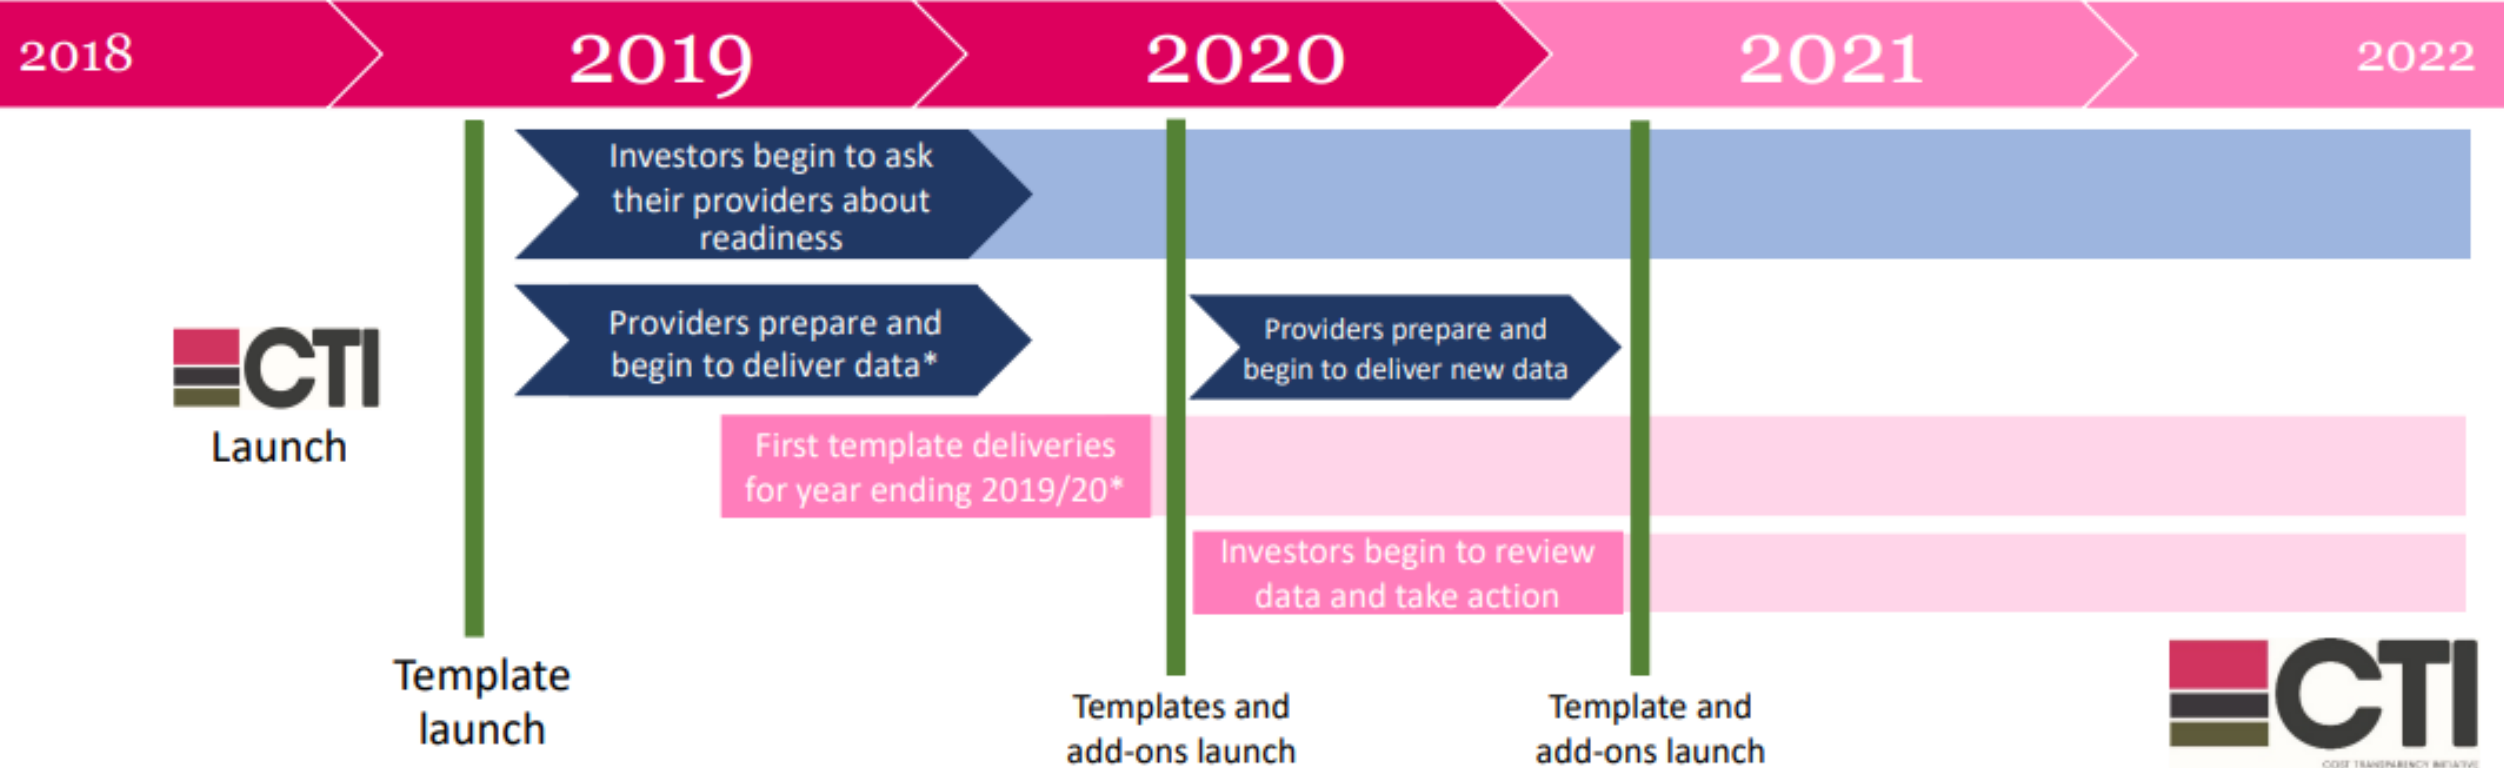 2018
2019
2020
2021
2022
Investors begin to ask
their providers about
readiness
Providers prepare and
begin to deliver data*
Providers prepare and
begin to deliver new data
CTI
Launch
First template deliveries
for year ending 2019/20*
Investors begin to review
data and take action
Template
launch
Templates and
add-ons launch
Template and
add-ons launch
CTI
COST TRANSPARENCY INITIATIVE